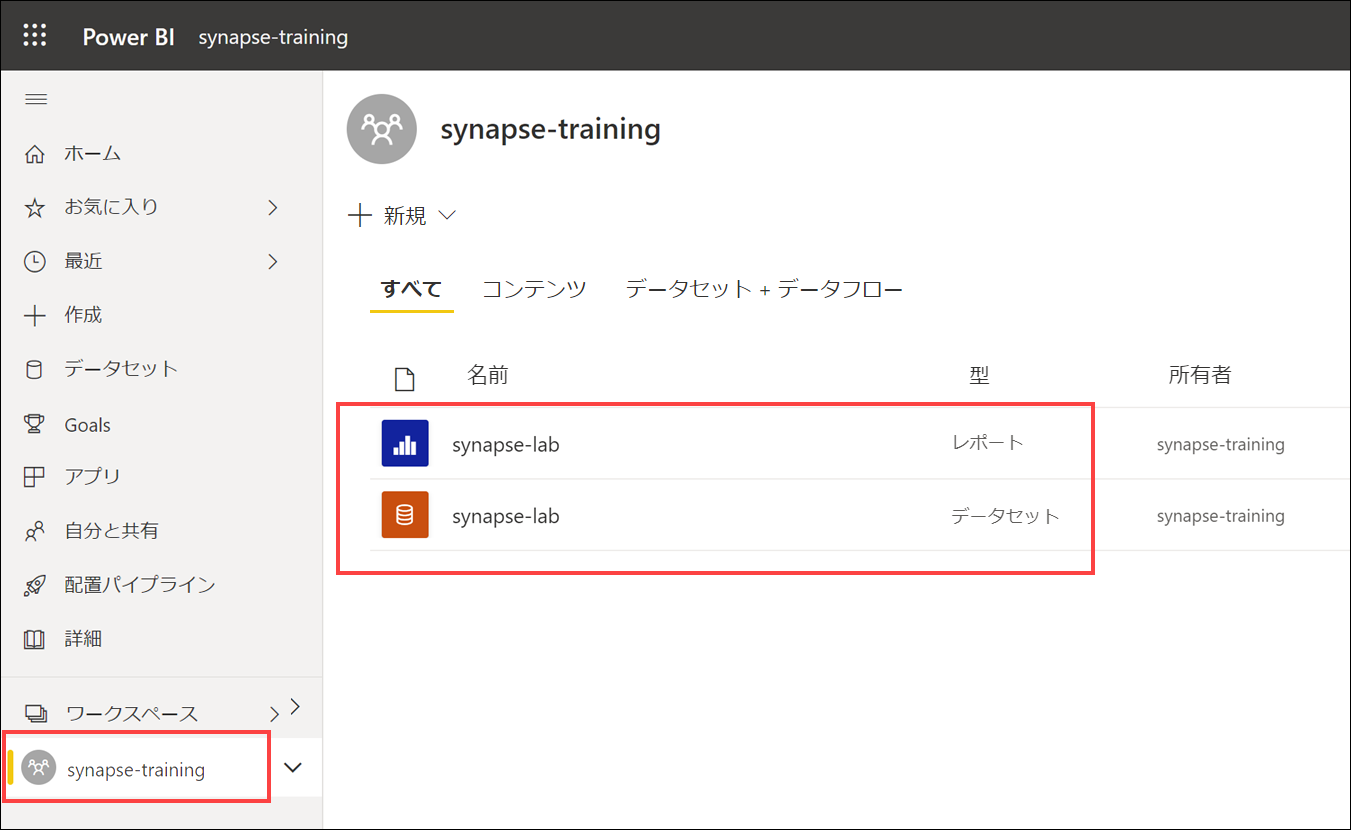 Power BI synapse-training
ホーム
お気に入り
最近
作成
データセット
Goals
アプリ
自分と共有
配置パイプライン
詳細
ワークスペース
synapse-training
synapse-training
新規
すべて コンテンツ データセット + データフロー
名前 型 所有者
synapse-lab レポート synapse-training
synapse-lab データセット synapse-training